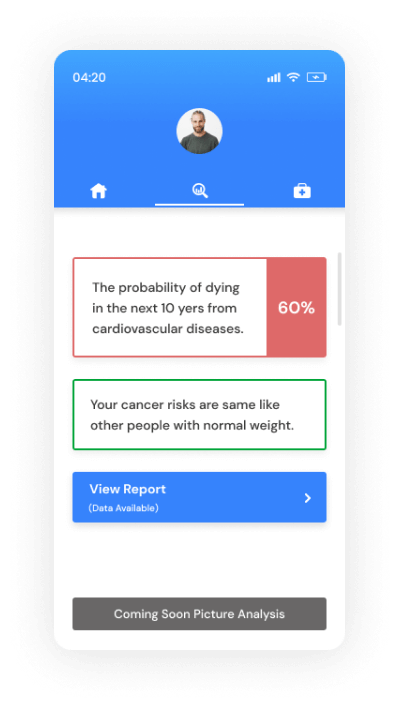 04:20
The probability of dying
in the next 10 yers from
cardiovascular diseases.
60%
Your cancer risks are same like
other people with normal weight.
View Report
(Data Available)
Coming Soon Picture Analysis